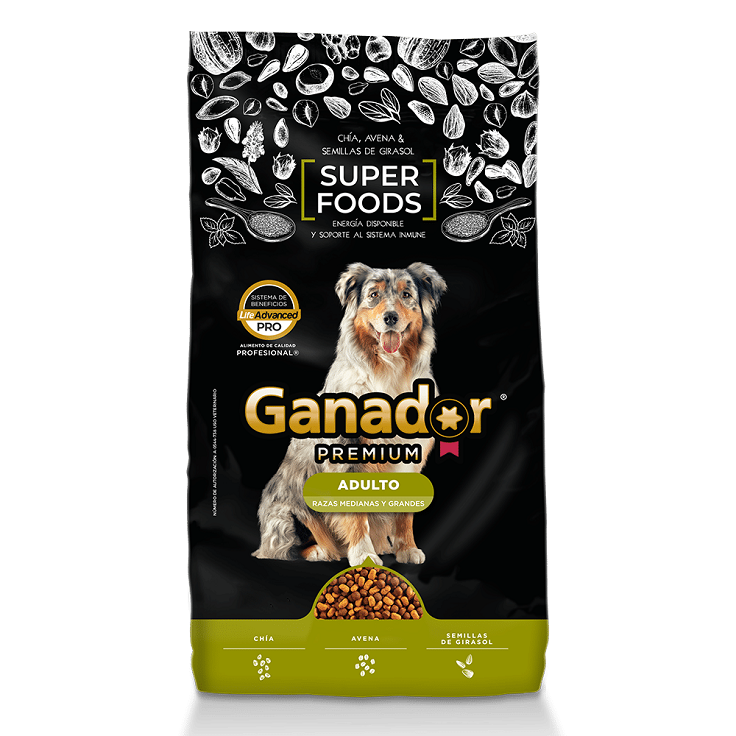 CHÍA, AVENA &
SEMILLAS DE GIRASOL
SUPER
FOODS
ENERGÍA DISPONIBLE
Y SOPORTE AL SISTEMA INMUNE
SISTEMA DE
BENEFICIOS
LifeAdvanced
PRO
ALIMENTO DE CALIDAD
PROFESIONAL®
Ganador®
PREMIUM
ADULTO
RAZAS MEDIANAS Y GRANDES
CHÍA
AVENA
SEMILLAS
DE GIRASOL